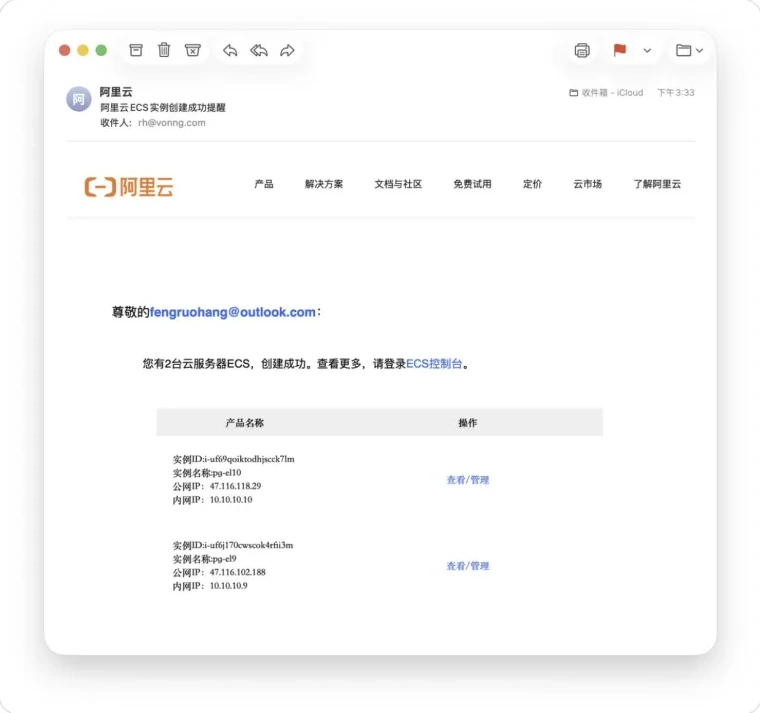 阿
阿里云
阿里云ECS实例创建成功提醒
收件人： rh@vonng.com
收件箱 - iCloud 下午3:33
阿里云
产品 解决方案 文档与社区 免费试用 定价 云市场 了解阿里云
尊敬的fengruohang@outlook.com：
您有2台云服务器ECS，创建成功。查看更多，请登录ECS控制台。
产品名称 操作
实例ID:i-uf69qoiktodhjscck7lm
实例名称:pg-el10
公网IP： 47.116.118.29
内网IP： 10.10.10.10
查看/管理
实例ID:i-uf6j170cwscok4rfii3m
实例名称:pg-el9
公网IP： 47.116.102.188
内网IP： 10.10.10.9
查看/管理